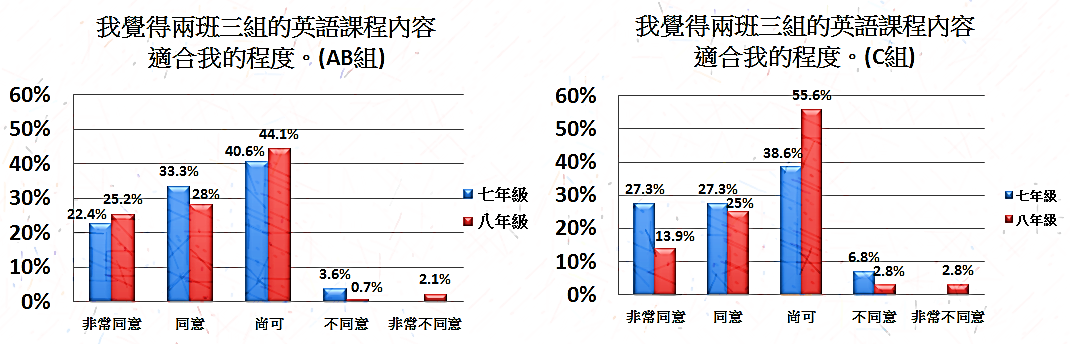 我覺得兩班三組的英語課程內容
適合我的程度。(AB組)
60%
50%
40%
30%
20%
10%
0%
22.4%
25.2%
33.3%
28%
40.6%
44.1%
3.6%
0.7%
2.1%
非常同意
同意
尚可
不同意
非常不同意
七年級
八年級
我覺得兩班三組的英語課程內容
適合我的程度。(C組)
60%
50%
40%
30%
20%
10%
0%
27.3%
13.9%
27.3%
25%
38.6%
55.6%
6.8%
2.8%
2.8%
非常同意
同意
尚可
不同意
非常不同意
七年級
八年級